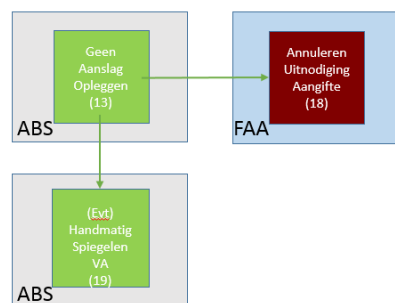 Geen
Aanslag
Opleggen
(13)
ABS
Annuleren
Uitnodiging
Aangifte
(18)
FAA
(Evt)
Handmatig
Spiegelen
VA
(19)
ABS